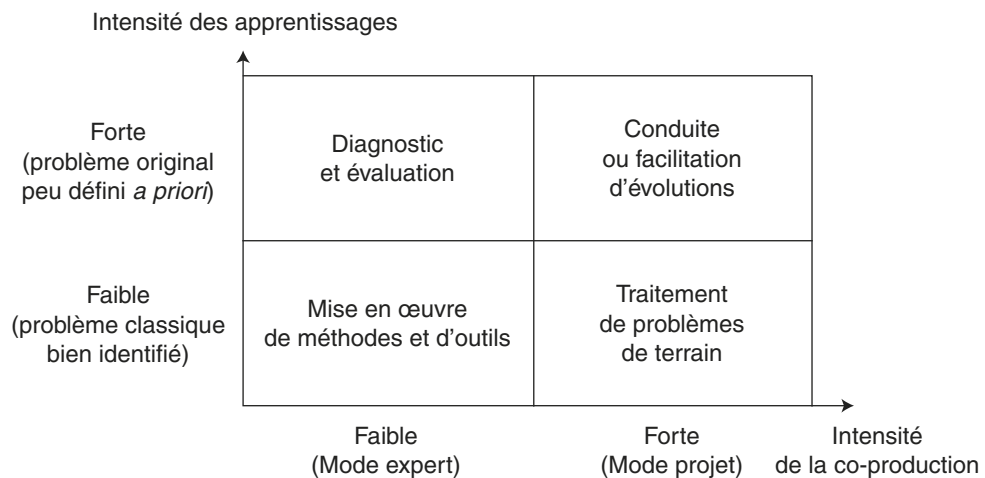 Intensité des apprentissages
Forte
(problème original
peu défini a priori)
Diagnostic
et évaluation
Conduite
ou facilitation
d'évolutions
Faible
(problème classique
bien identifié)
Mise en œuvre
de méthodes et d'outils
Traitement
de problèmes
de terrain
Faible
(Mode expert)
Forte
(Mode projet)
Intensité
de la co-production